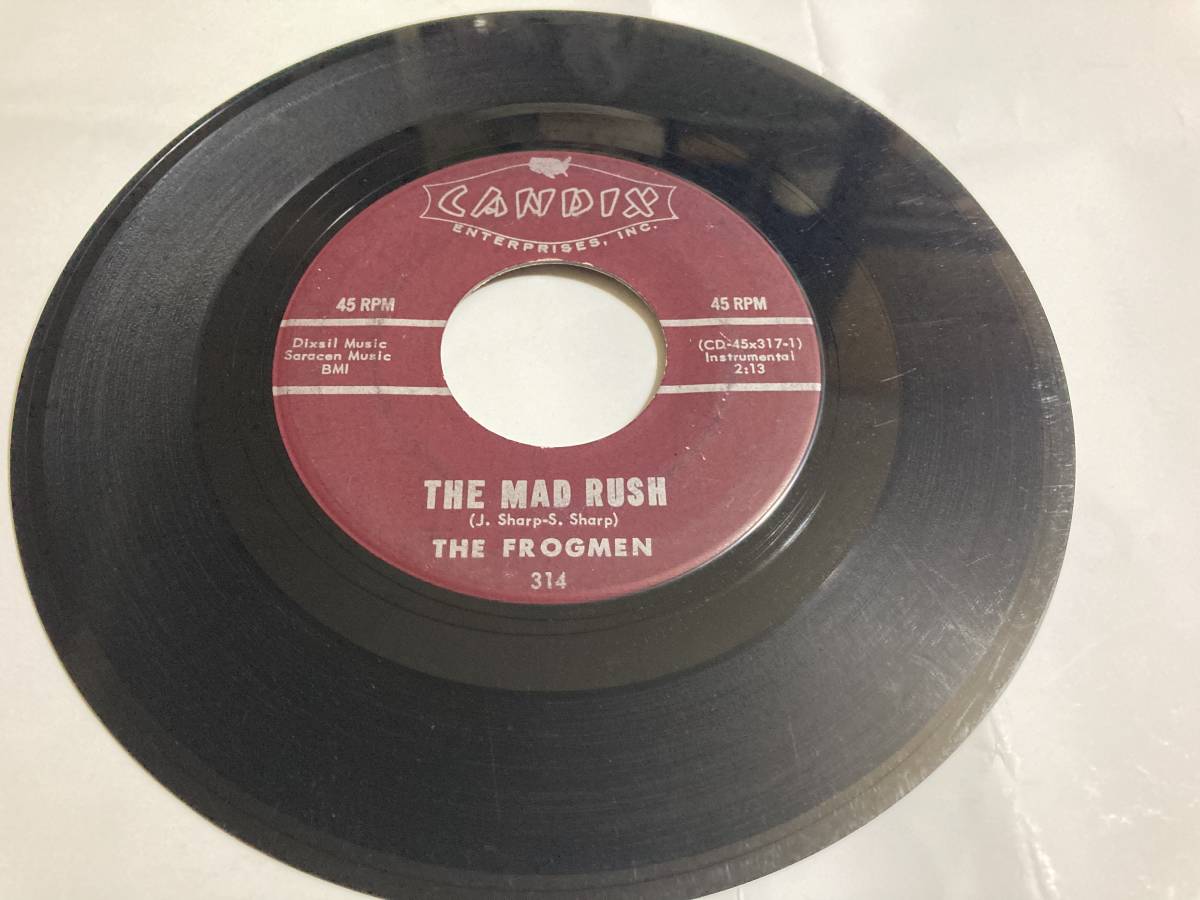 CANDIX
ENTERPRISES, INC.
45 RPM
45 RPM
Dixsil Music
Saracen Music
BMI
(CD-45x317-1)
Instrumental
2:13
THE MAD RUSH
(J. Sharp-S. Sharp)
THE FROGMEN
314